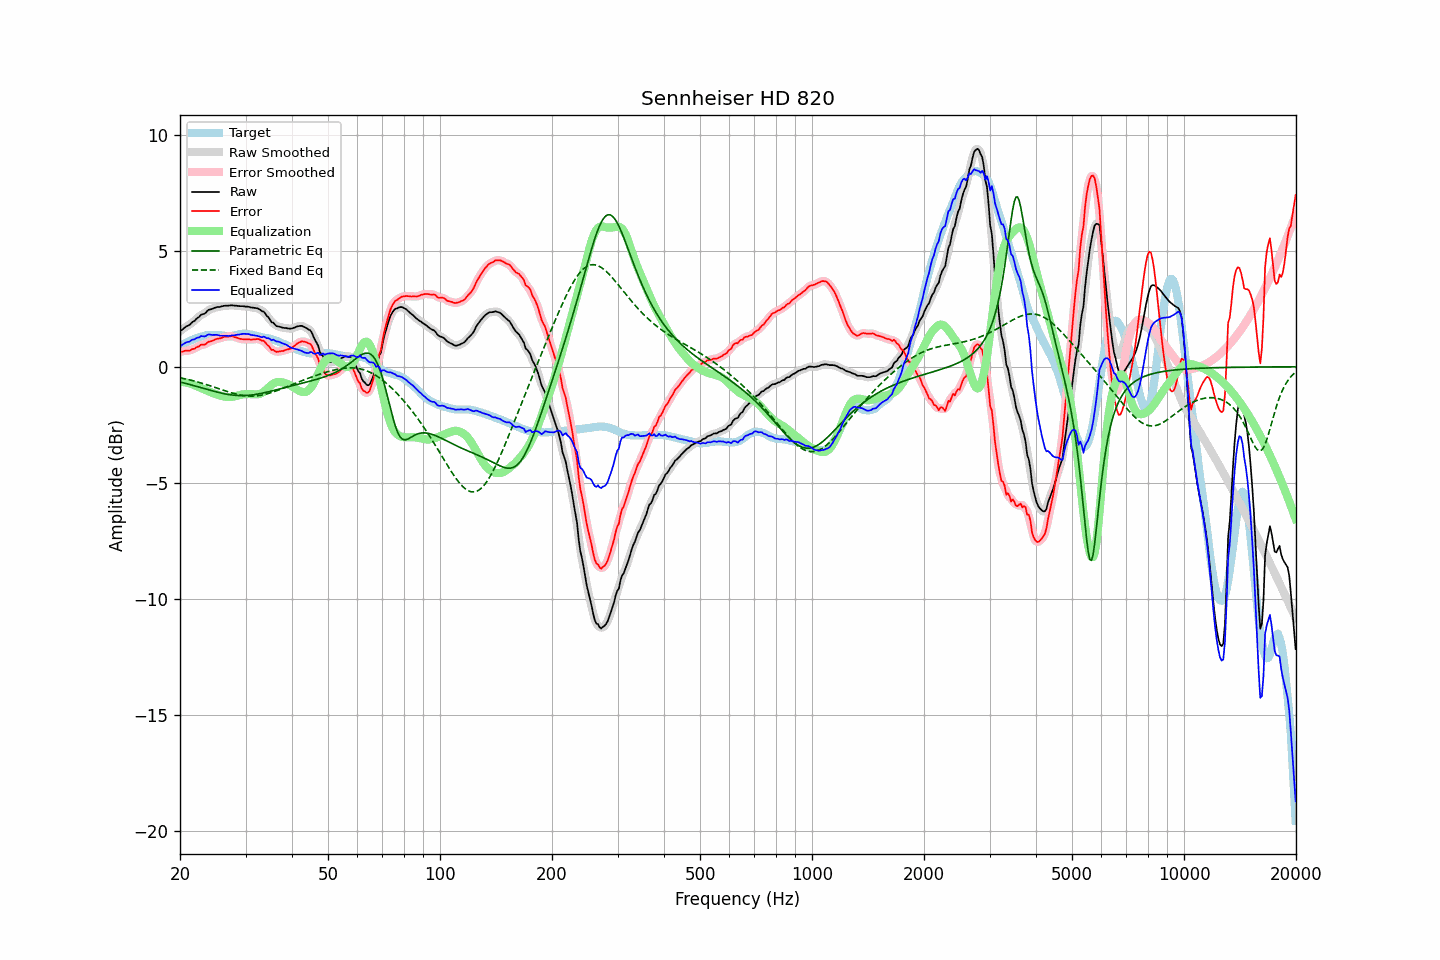 Sennheiser HD 820
10
5
0
−5
−10
−15
−20
Amplitude (dBr)
Target
Raw Smoothed
Error Smoothed
Raw
Error
Equalization
Parametric Eq
Fixed Band Eq
Equalized
20 50 100 200 500 1000 2000 5000 10000 20000
Frequency (Hz)